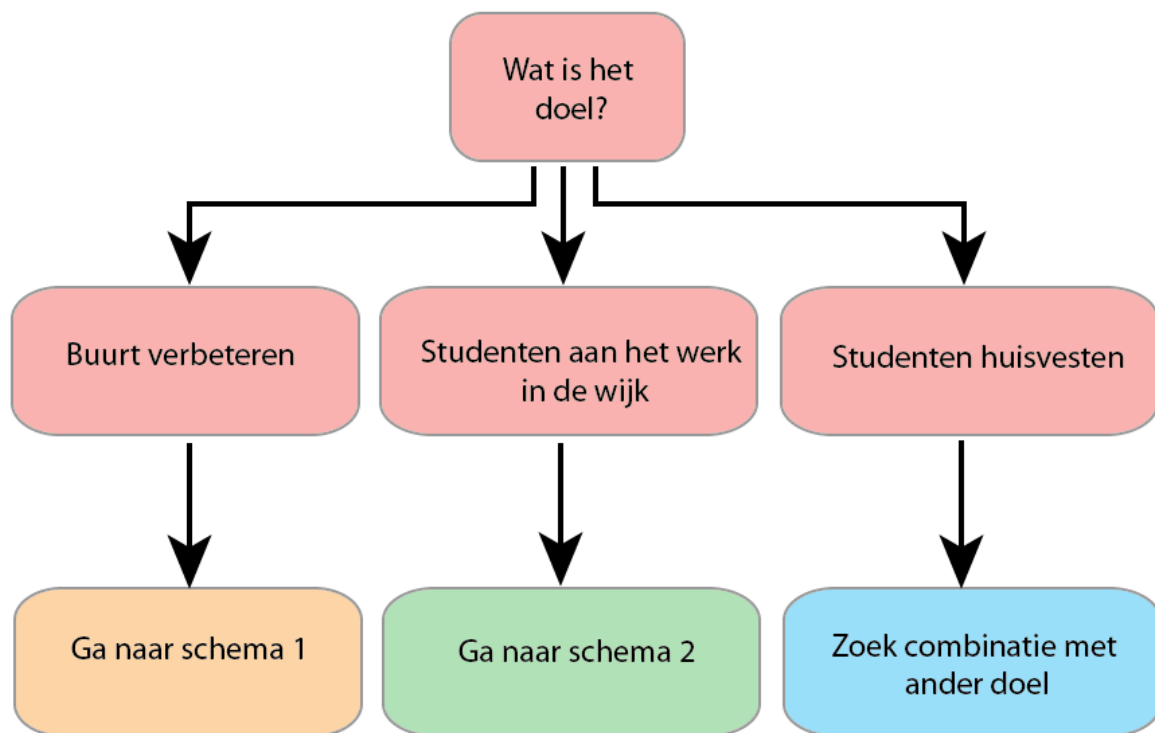 Wat is het
doel?
Buurt verbeteren
Studenten aan het werk
in de wijk
Studenten huisvesten
Ga naar schema 1
Ga naar schema 2
Zoek combinatie met
ander doel